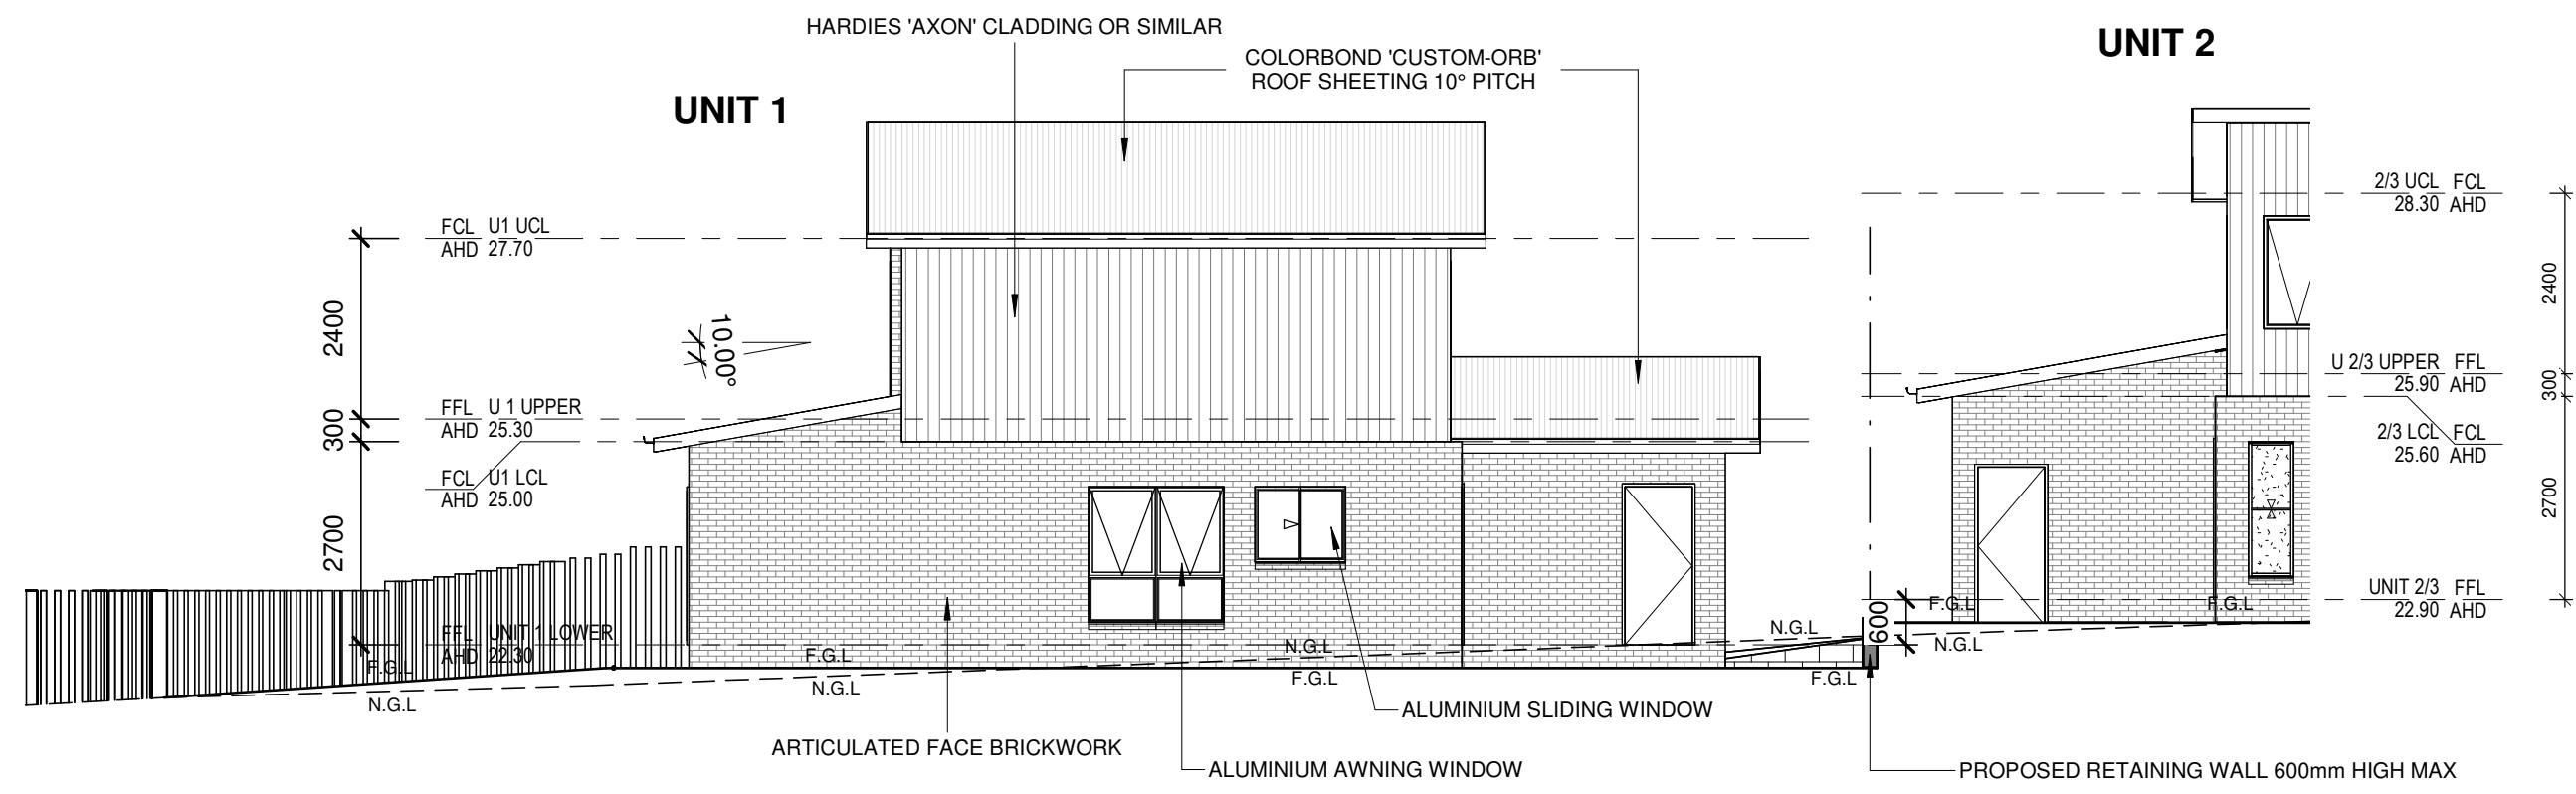 HARDIES 'AXON' CLADDING OR SIMILAR
COLORBOND 'CUSTOM-ORB'
ROOF SHEETING 10° PITCH
UNIT 1
UNIT 2
FCL U1 UCL
AHD 27.70
2400
10.00°
FFL U 1 UPPER
AHD 25.30
300
FCL U1 LCL
AHD 25.00
2700
FFL UNIT 1 LOWER
AHD 22.30
F.G.L
N.G.L
F.G.L
N.G.L
N.G.L
F.G.L
N.G.L
F.G.L
600
F.G.L
N.G.L
F.G.L
2/3 UCL FCL
28.30 AHD
2400
U 2/3 UPPER FFL
25.90 AHD
300
2/3 LCL FCL
25.60 AHD
2700
UNIT 2/3 FFL
22.90 AHD
ALUMINIUM SLIDING WINDOW
ARTICULATED FACE BRICKWORK
ALUMINIUM AWNING WINDOW
PROPOSED RETAINING WALL 600mm HIGH MAX